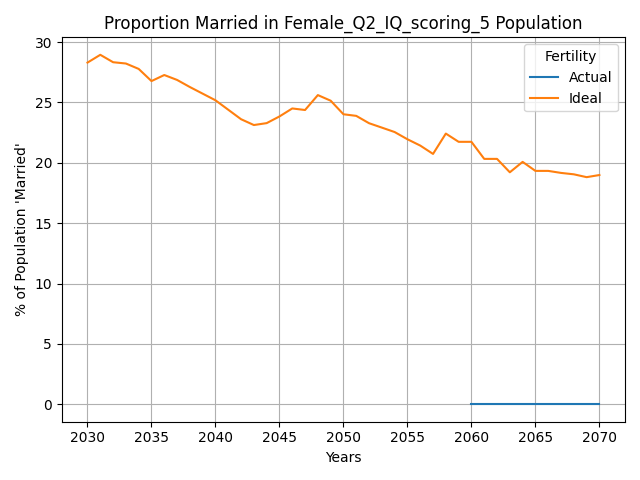 Proportion Married in Female_Q2_IQ_scoring_5 Population
% of Population 'Married'
30
25
20
15
10
5
0
Fertility
Actual
Ideal
2030 2035 2040 2045 2050 2055 2060 2065 2070
Years